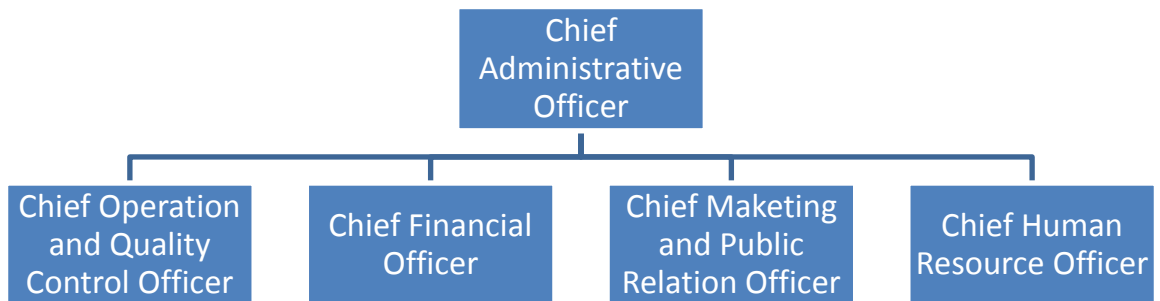 Chief
Administrative
Officer
Chief Operation
and Quality
Control Officer
Chief Financial
Officer
Chief Maketing
and Public
Relation Officer
Chief Human
Resource Officer